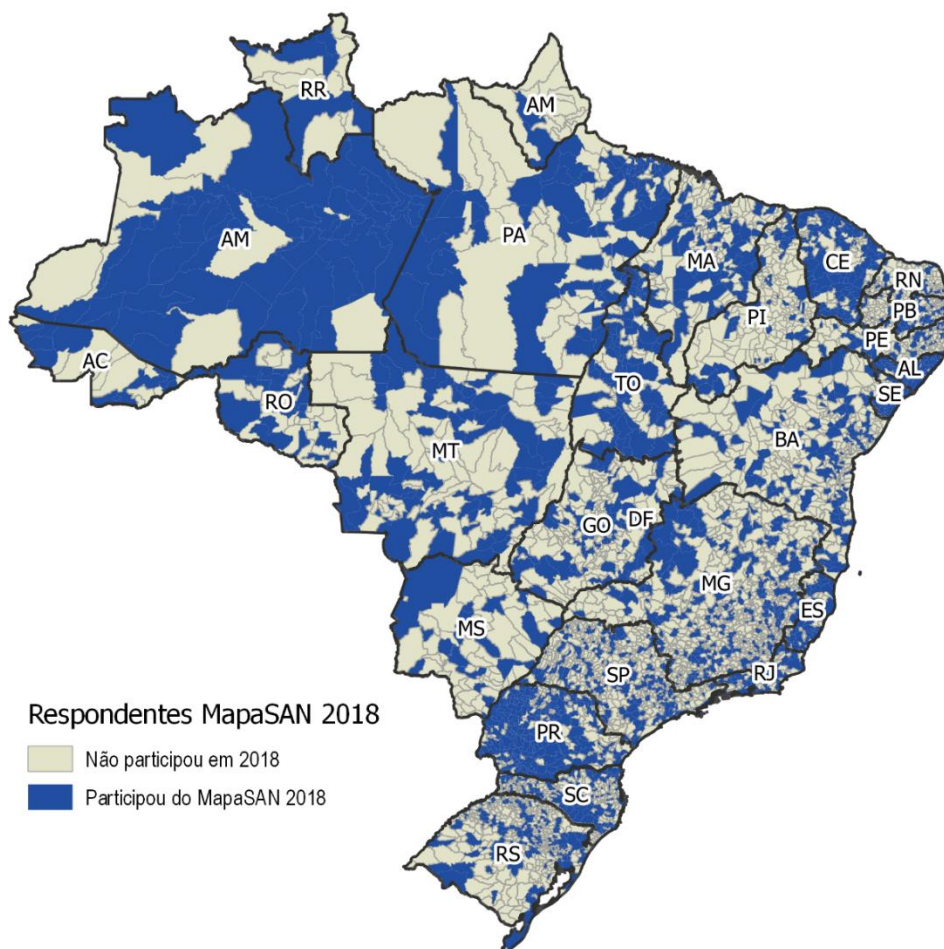 RR
AM
AM
PA
MA
CE
RN
PB
PI
PE
AL
AC
SE
TO
RO
BA
MT
GO
DF
MG
ES
MS
SP
RJ
Respondentes MapaSAN 2018
PR
Não participou em 2018
Participou do MapaSAN 2018
SC
RS